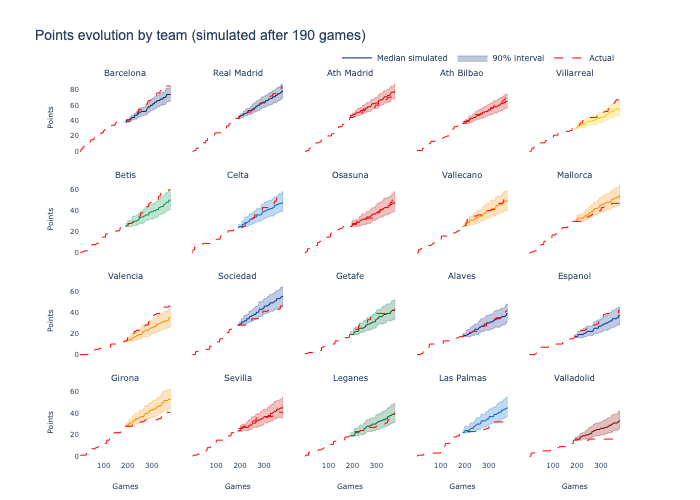 Points evolution by team (simulated after 190 games)
Median simulated 90% interval Actual
Barcelona Real Madrid Ath Madrid Ath Bilbao Villarreal
80
60
40
20
0
Points
Betis Celta Osasuna Vallecano Mallorca
60
40
20
0
Points
Valencia Sociedad Getafe Alaves Espanol
60
40
20
0
Points
Girona Sevilla Leganes Las Palmas Valladolid
60
40
20
0
Points
100 200 300 100 200 300 100 200 300 100 200 300 100 200 300
Games Games Games Games Games